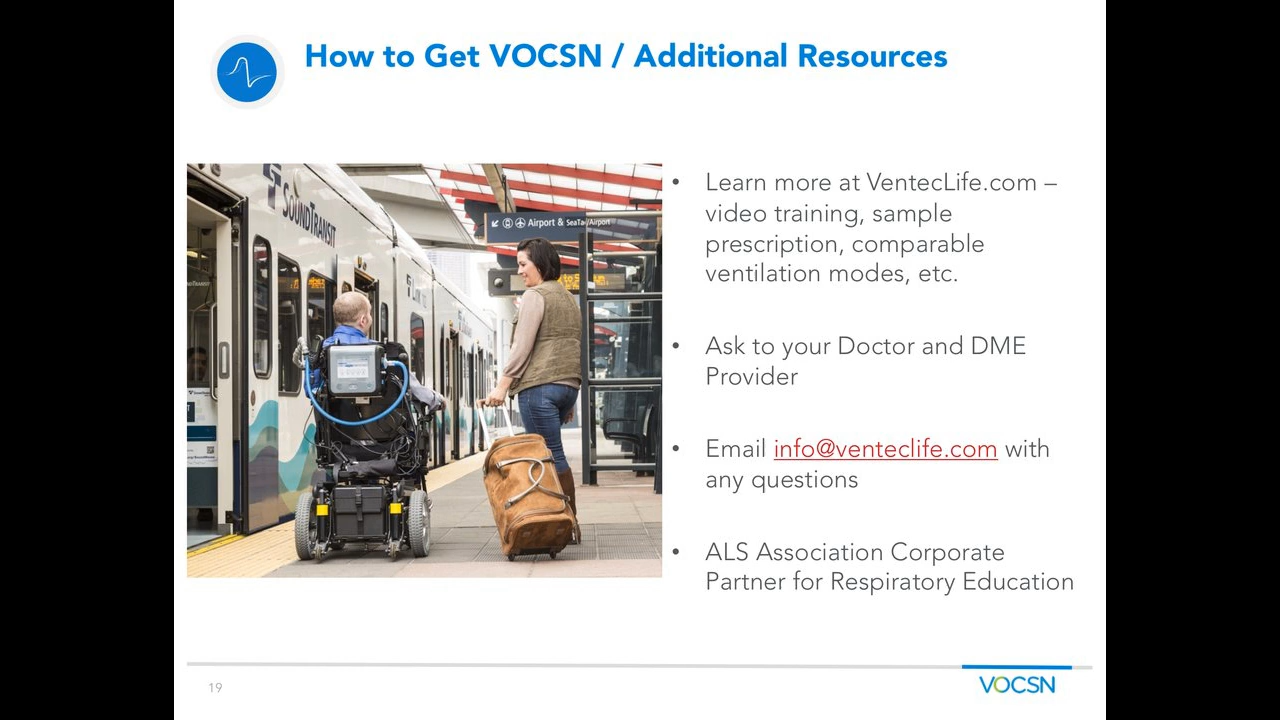 How to Get VOCSN / Additional Resources
SOUNDTRANSIT
Airport & SeaTac/Airport
• Learn more at VentecLife.com –
video training, sample
prescription, comparable
ventilation modes, etc.
• Ask to your Doctor and DME
Provider
• Email info@venteclife.com with
any questions
• ALS Association Corporate
Partner for Respiratory Education
19
VOCSN